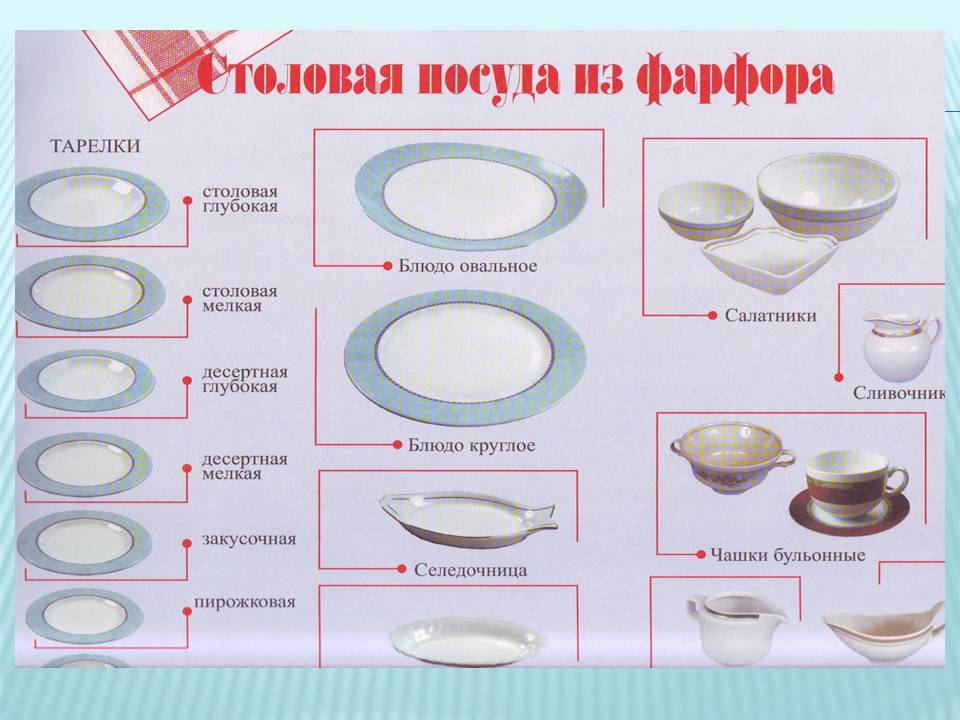 Столовая посуда из фарфора
ТАРЕЛКИ
столовая
глубокая
столовая
мелкая
десертная
глубокая
десертная
мелкая
закусочная
пирожковая
Блюдо овальное
Блюдо круглое
Селедочница
Салатники
Сливочник
Чашки бульонные